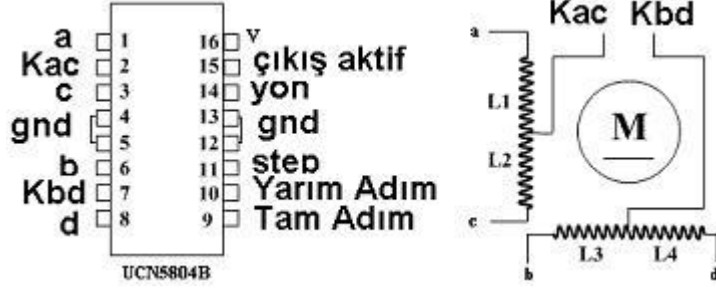 a 1 16 v
Kac 2 15 çıkış aktif
c 3 14 yon
gnd 4 13 gnd
5 12
b 6 11 step
Kbd 7 10 Yarım Adım
d 8 9 Tam Adım
UCN5804B
Kac Kbd
a
L1
M
L2
c
L3 L4
b d